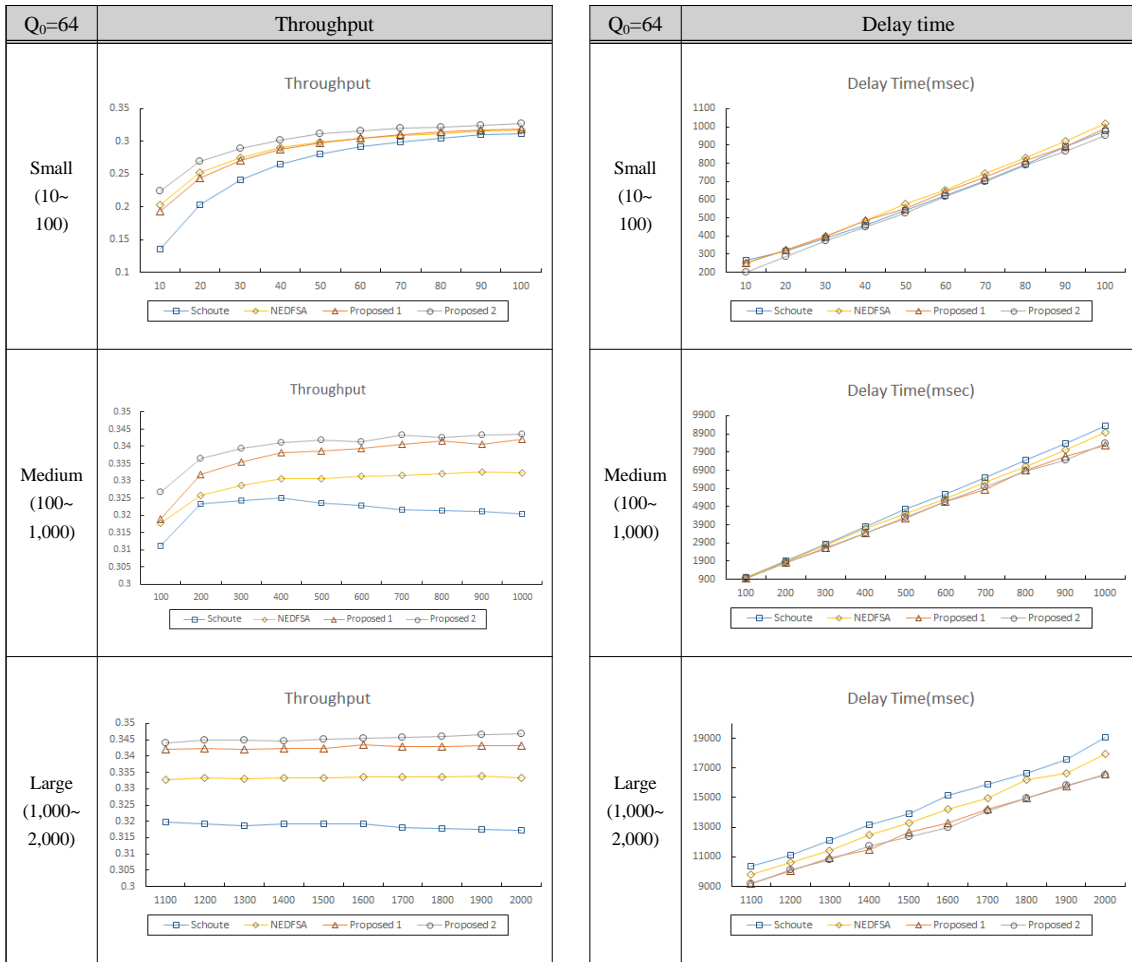 Q₀=64
Throughput
Small
(10~
100)
Throughput
0.35
0.3
0.25
0.2
0.15
0.1
10 20 30 40 50 60 70 80 90 100
Schoute NEDFSA Proposed 1 Proposed 2
Medium
(100~
1,000)
Throughput
0.35
0.345
0.34
0.335
0.33
0.325
0.32
0.315
0.31
0.305
0.3
100 200 300 400 500 600 700 800 900 1000
Schoute NEDFSA Proposed 1 Proposed 2
Large
(1,000~
2,000)
Throughput
0.35
0.345
0.34
0.335
0.33
0.325
0.32
0.315
0.31
0.305
0.3
1100 1200 1300 1400 1500 1600 1700 1800 1900 2000
Schoute NEDFSA Proposed 1 Proposed 2
Q₀=64
Delay time
Small
(10~
100)
Delay Time(msec)
1100
1000
900
800
700
600
500
400
300
200
10 20 30 40 50 60 70 80 90 100
Schoute NEDFSA Proposed 1 Proposed 2
Medium
(100~
1,000)
Delay Time(msec)
9900
8900
7900
6900
5900
4900
3900
2900
1900
900
100 200 300 400 500 600 700 800 900 1000
Schoute NEDFSA Proposed 1 Proposed 2
Large
(1,000~
2,000)
Delay Time(msec)
19000
17000
15000
13000
11000
9000
1100 1200 1300 1400 1500 1600 1700 1800 1900 2000
Schoute NEDFSA Proposed 1 Proposed 2